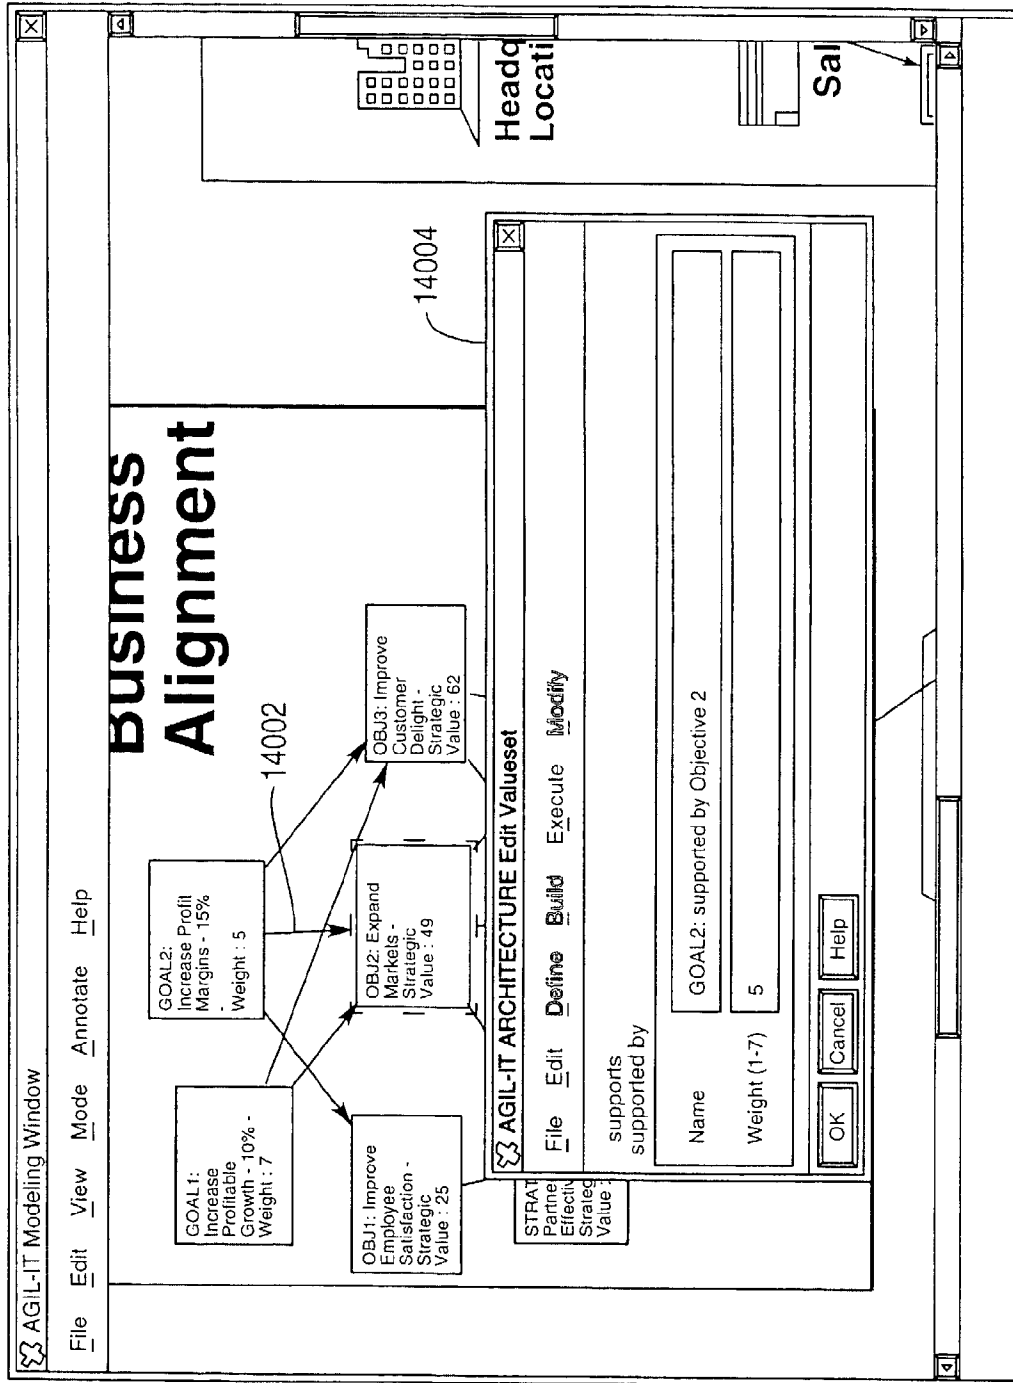 AGIL-IT Modeling Window
File Edit View Mode Annotate Help
Business
Alignment
GOAL1:
Increase
Profitable
Growth - 10% -
Weight : 7
GOAL2:
Increase Profit
Margins - 15%
-
Weight : 5
14002
OBJ1: Improve
Employee
Satisfaction -
Strategic
Value : 25
OBJ2: Expand
Markets -
Strategic
Value : 49
OBJ3: Improve
Customer
Delight -
Strategic
Value : 62
14004
Headq
Locati
Sal
STRAT
Partne
Effectiv
Strateg
Value :
AGIL-IT ARCHITECTURE Edit Valueset
File Edit Define Build Execute Modify
supports
supported by
Name GOAL2: supported by Objective 2
Weight (1-7) 5
OK Cancel Help